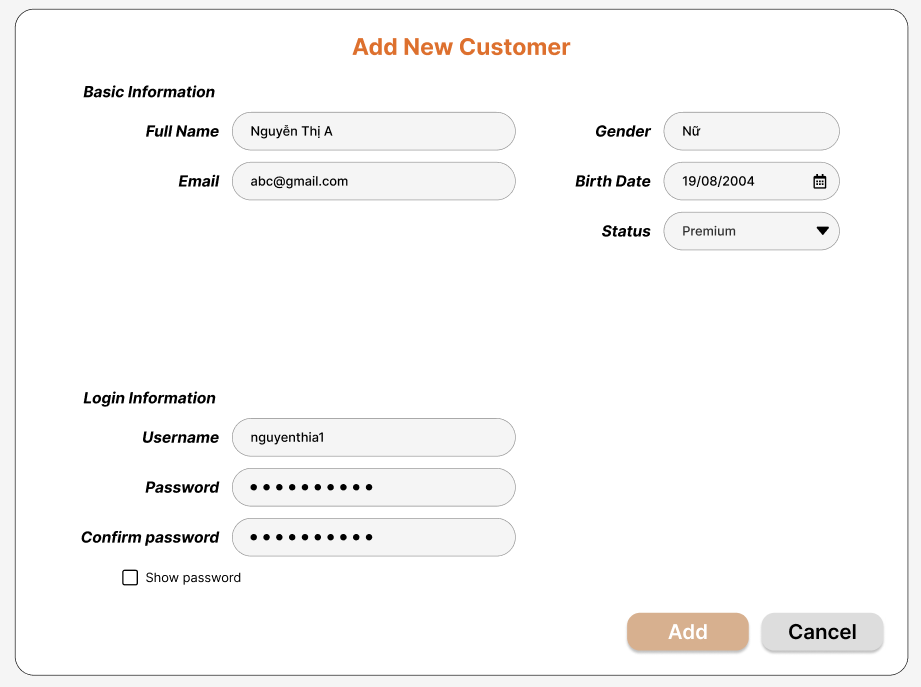 Add New Customer
Basic Information
Full Name Nguyễn Thị A Gender Nữ
Email abc@gmail.com Birth Date 19/08/2004
Status Premium
Login Information
Username nguyenthia1
Password ●●●●●●●●●●
Confirm password ●●●●●●●●●●
Show password
Add Cancel